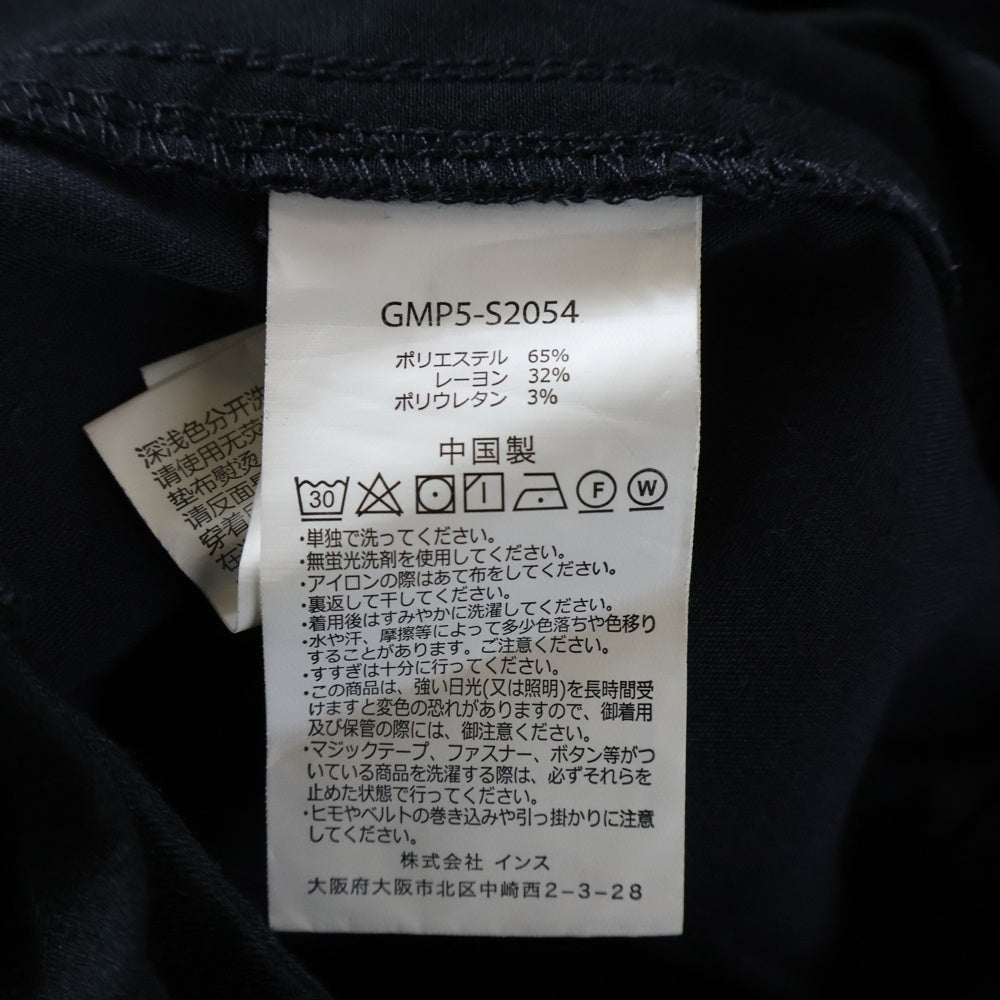 GMP5-S2054
ポリエステル 65%
レーヨン 32%
ポリウレタン 3%
中国製
30 F W
・単独で洗ってください。
・無蛍光洗剤を使用してください。
・アイロンの際はあて布をしてください。
・裏返して干してください。
・着用後はすみやかに洗濯してください。
・水や汗、摩擦等によって多少色落ちや色移り
することがあります。ご注意ください。
・すすぎは十分に行ってください。
・この商品は、強い日光(又は照明)を長時間受
けますと変色の恐れがありますので、御着用
及び保管の際には、御注意ください。
・マジックテープ、ファスナー、ボタン等がつ
いている商品を洗濯する際は、必ずそれらを
止めた状態で行ってください。
・ヒモやベルトの巻き込みや引っ掛かりに注意
してください。
株式会社 インス
大阪府大阪市北区中崎西2-3-28
深浅色分开洗
请使用无荧
垫布熨烫
请反面
穿着
在